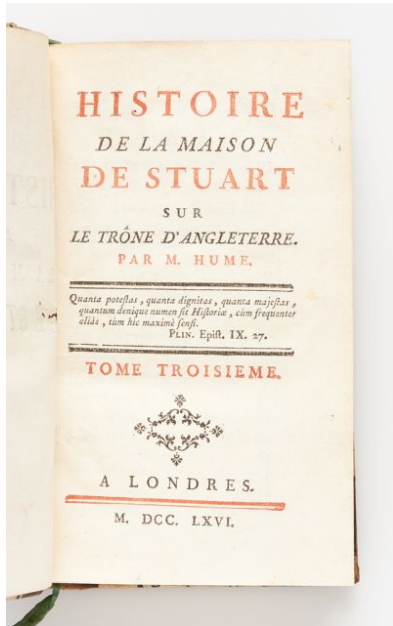 HISTOIRE
DE LA MAISON
DE STUART
SUR
LE TRÔNE D'ANGLETERRE.
PAR M. HUME.
Quanta potestas, quanta dignitas, quanta majestas,
quantum denique numen sit Historiæ, cùm frequenter
aliàs, tùm hic maximè sensi.
PLIN. Epist. IX. 27.
TOME TROISIEME.
A LONDRES.
M. DCC. LXVI.